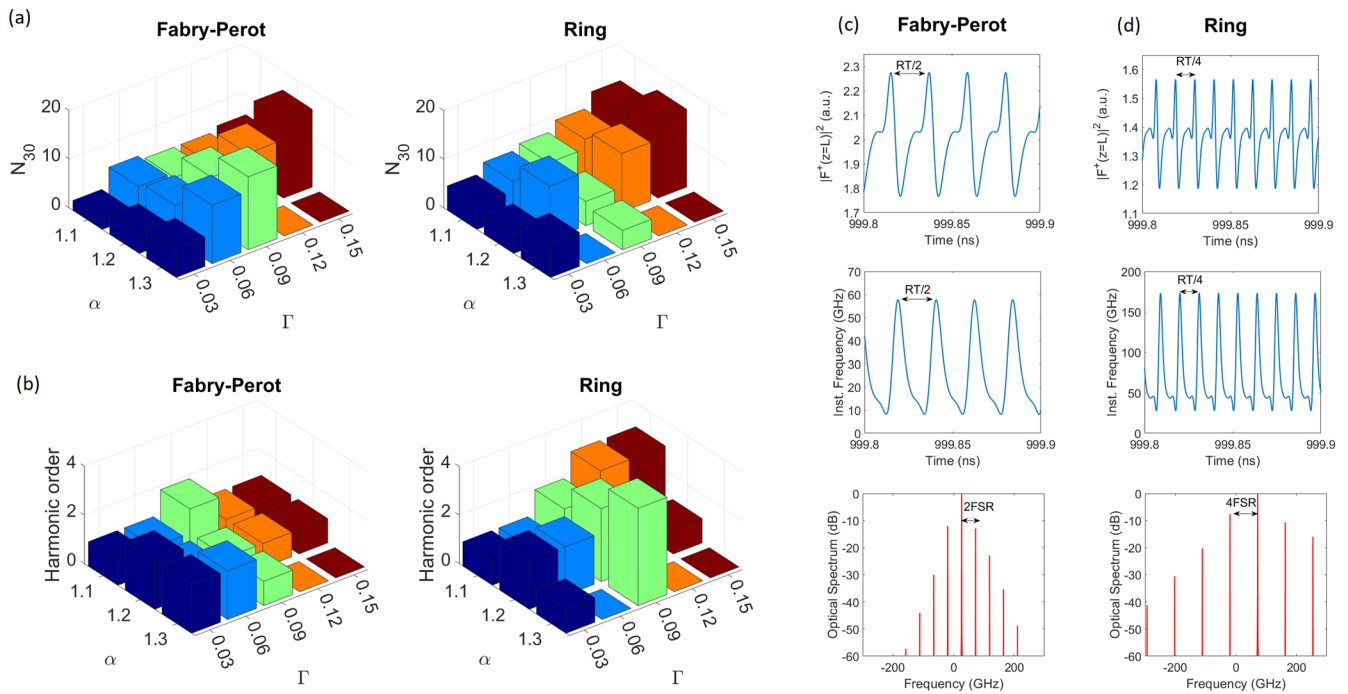 (a)
Fabry-Perot
Ring
N30
20
10
0
1.1
1.2
1.3
α
0.03
0.06
0.09
0.12
0.15
Γ
N30
20
10
0
1.1
1.2
1.3
α
0.03
0.06
0.09
0.12
0.15
Γ
(b)
Fabry-Perot
Ring
Harmonic order
4
2
0
1.1
1.2
1.3
α
0.03
0.06
0.09
0.12
0.15
Γ
Harmonic order
4
2
0
1.1
1.2
1.3
α
0.03
0.06
0.09
0.12
0.15
Γ
(c)
Fabry-Perot
RT/2
|F+(z=L)|2 (a.u.)
2.3
2.2
2.1
2.0
1.9
1.8
1.7
999.8 999.85 999.9
Time (ns)
RT/2
Inst. Frequency (GHz)
70
60
50
40
30
20
10
0
999.8 999.85 999.9
Time (ns)
2FSR
Optical Spectrum (dB)
0
-10
-20
-30
-40
-50
-60
-200 0 200
Frequency (GHz)
(d)
Ring
RT/4
|F+(z=L)|2 (a.u.)
1.6
1.5
1.4
1.3
1.2
1.1
999.8 999.85 999.9
Time (ns)
RT/4
Inst. Frequency (GHz)
200
150
100
50
0
999.8 999.85 999.9
Time (ns)
4FSR
Optical Spectrum (dB)
0
-10
-20
-30
-40
-50
-60
-200 0 200
Frequency (GHz)